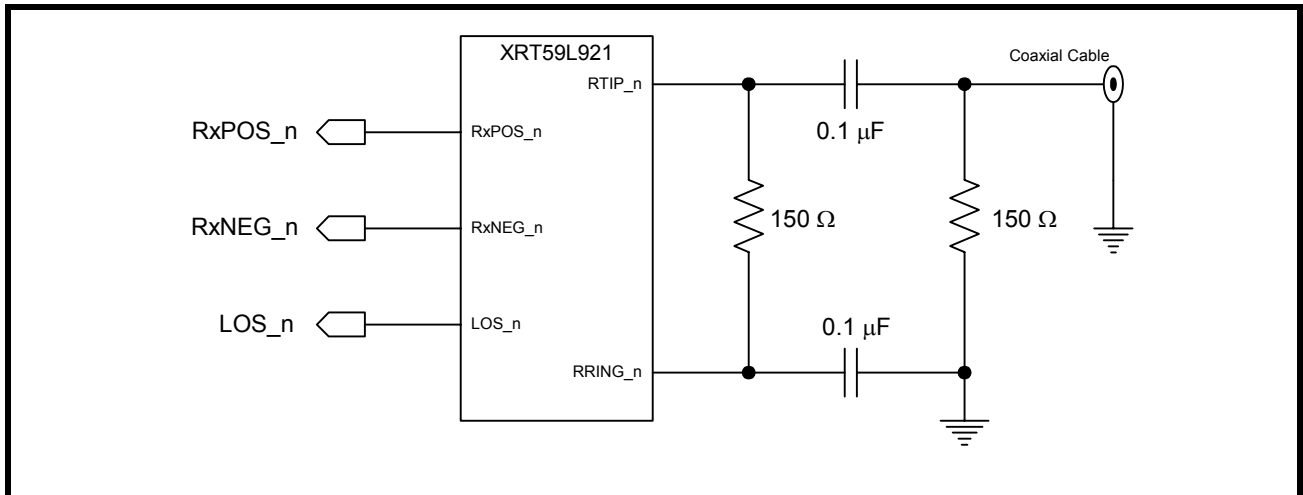 XRT59L921
Coaxial Cable
RTIP_n
0.1 μF
RxPOS_n
RxPOS_n
150 Ω
150 Ω
RxNEG_n
RxNEG_n
LOS_n
LOS_n
0.1 μF
RRING_n